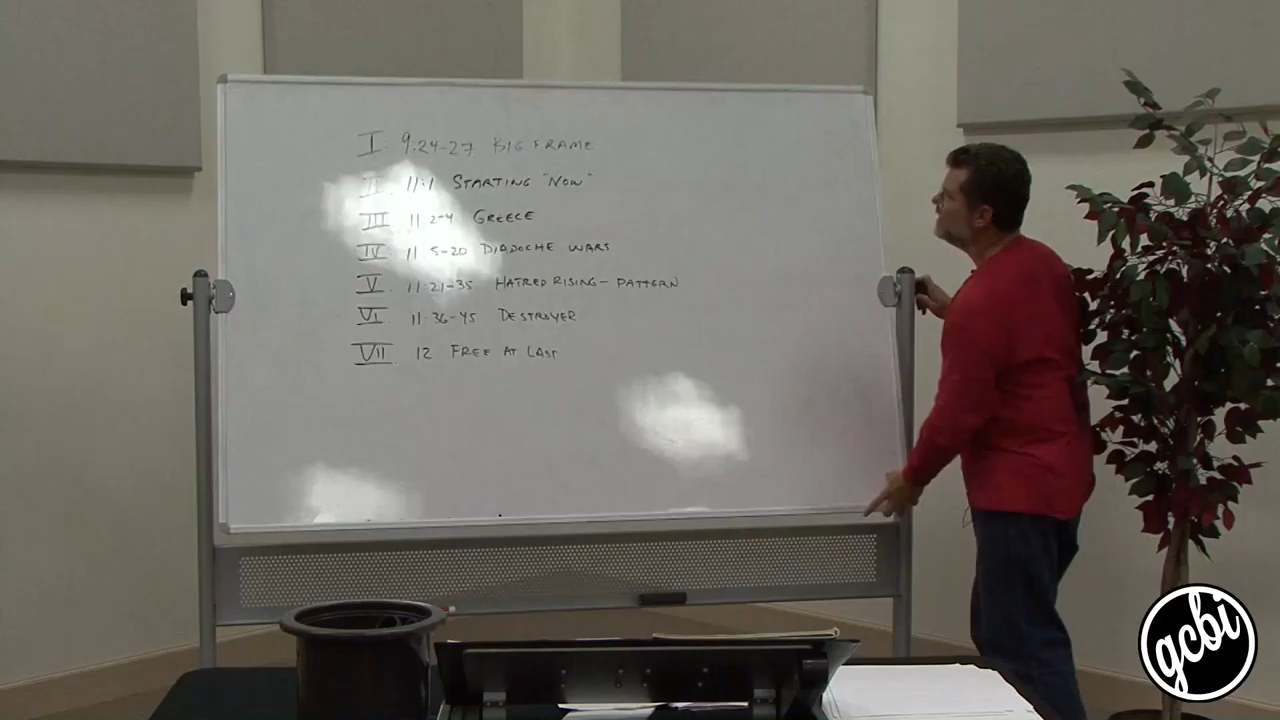 I. 9:24-27 BIG FRAME
II 11:1 STARTING "NOW"
III 11 2-4 GREECE
IV 11 5-20 DIADOCHE WARS
V. 11:21-35 HATRED RISING - PATTERN
VI 11:36-45 DESTROYER
VII 12 FREE AT LAST
gcbi